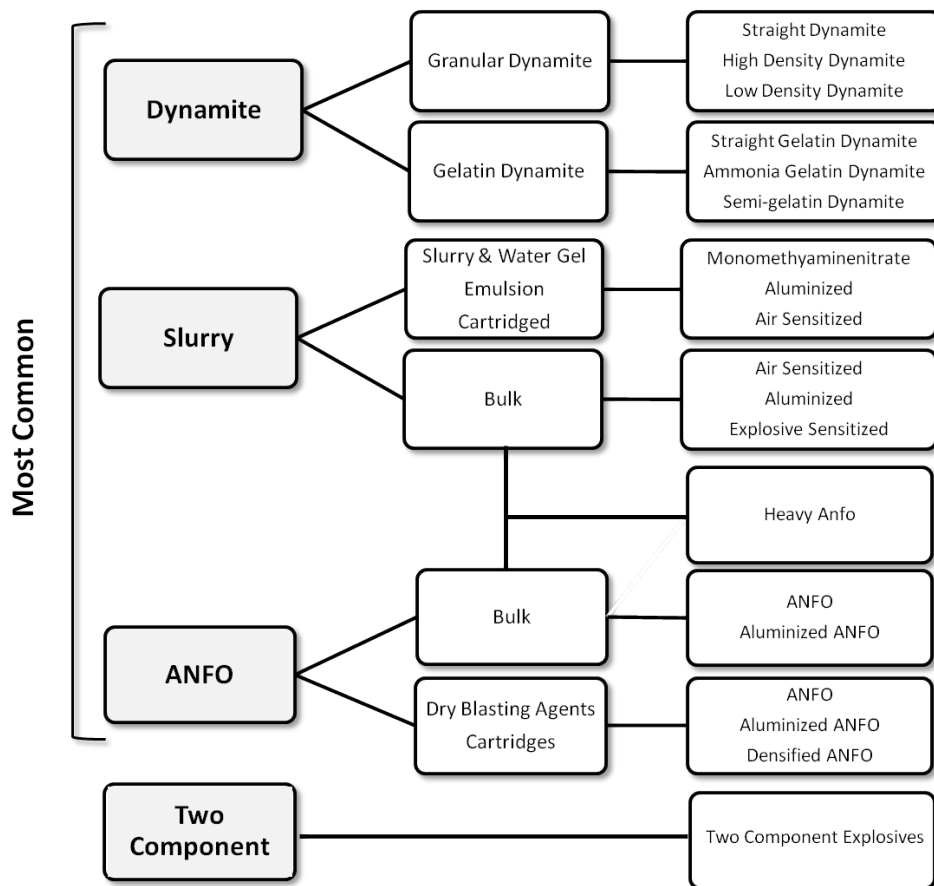 Most Common
Dynamite
Granular Dynamite
Straight Dynamite
High Density Dynamite
Low Density Dynamite
Gelatin Dynamite
Straight Gelatin Dynamite
Ammonia Gelatin Dynamite
Semi-gelatin Dynamite
Slurry
Slurry & Water Gel
Emulsion
Cartridged
Monomethyaminenitrate
Aluminized
Air Sensitized
Bulk
Air Sensitized
Aluminized
Explosive Sensitized
Heavy Anfo
ANFO
Bulk
ANFO
Aluminized ANFO
Dry Blasting Agents
Cartridges
ANFO
Aluminized ANFO
Densified ANFO
Two
Component
Two Component Explosives